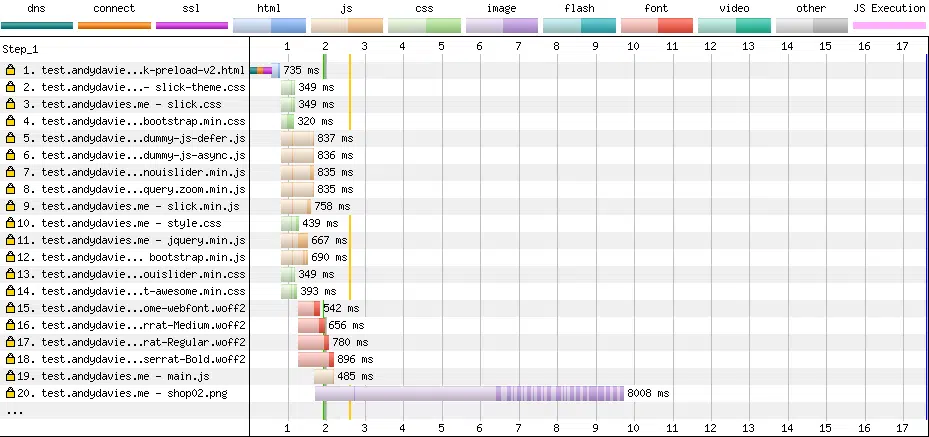 dns connect ssl html js css image flash font video other JS Execution
Step_1 1 2 3 4 5 6 7 8 9 10 11 12 13 14 15 16 17
1. test.andydavie...k-preload-v2.html 735 ms
2. test.andydavie...- slick-theme.css 349 ms
3. test.andydavies.me - slick.css 349 ms
4. test.andydavie...bootstrap.min.css 320 ms
5. test.andydavie...dummy-js-defer.js 837 ms
6. test.andydavie...dummy-js-async.js 836 ms
7. test.andydavie...nouislider.min.js 835 ms
8. test.andydavie...query.zoom.min.js 835 ms
9. test.andydavies.me - slick.min.js 758 ms
10. test.andydavies.me - style.css 439 ms
11. test.andydavies.me - jquery.min.js 667 ms
12. test.andydavie... bootstrap.min.js 690 ms
13. test.andydavie...ouislider.min.css 349 ms
14. test.andydavie...t-awesome.min.css 393 ms
15. test.andydavie...ome-webfont.woff2 542 ms
16. test.andydavie...rrat-Medium.woff2 656 ms
17. test.andydavie...rat-Regular.woff2 780 ms
18. test.andydavie...serrat-Bold.woff2 896 ms
19. test.andydavies.me - main.js 485 ms
20. test.andydavies.me - shop02.png 8008 ms
...
1 2 3 4 5 6 7 8 9 10 11 12 13 14 15 16 17